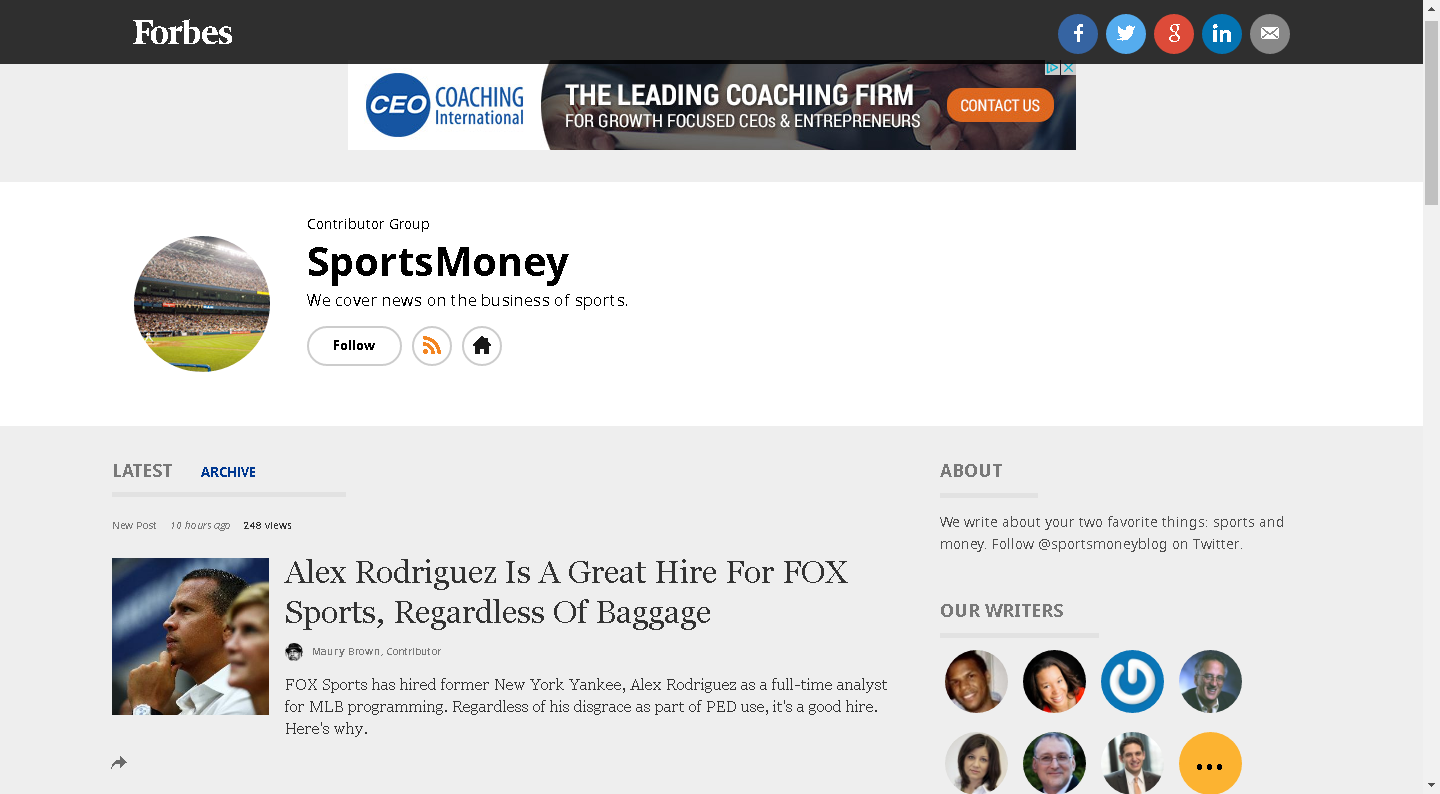 Forbes
CEO
COACHING
International
THE LEADING COACHING FIRM
FOR GROWTH FOCUSED CEOs & ENTREPRENEURS
CONTACT US
Contributor Group
SportsMoney
We cover news on the business of sports.
Follow
LATEST ARCHIVE
New Post 10 hours ago 248 views
Alex Rodriguez Is A Great Hire For FOX
Sports, Regardless Of Baggage
Maury Brown, Contributor
FOX Sports has hired former New York Yankee, Alex Rodriguez as a full-time analyst
for MLB programming. Regardless of his disgrace as part of PED use, it's a good hire.
Here's why.
ABOUT
We write about your two favorite things: sports and
money. Follow @sportsmoneyblog on Twitter.
OUR WRITERS